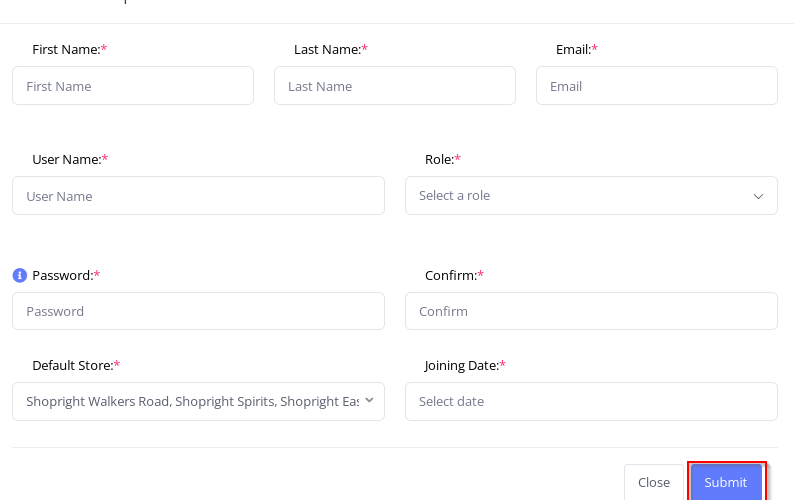 First Name:* Last Name:* Email:*
First Name Last Name Email
User Name:* Role:*
User Name Select a role
Password:* Confirm:*
Password Confirm
Default Store:* Joining Date:*
Shopright Walkers Road, Shopright Spirits, Shopright Eas Select date
Close Submit